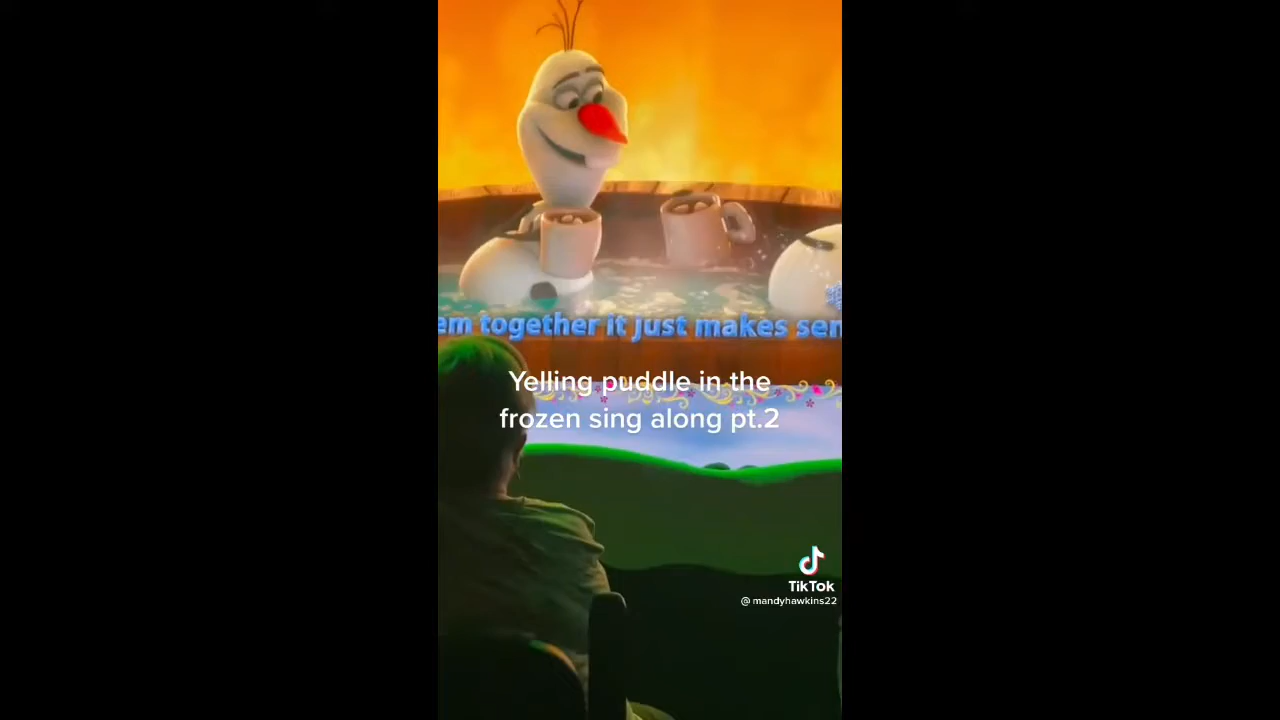 em together it just makes sen
Yelling puddle in the
frozen sing along pt.2
TikTok
@mandyhawkins22